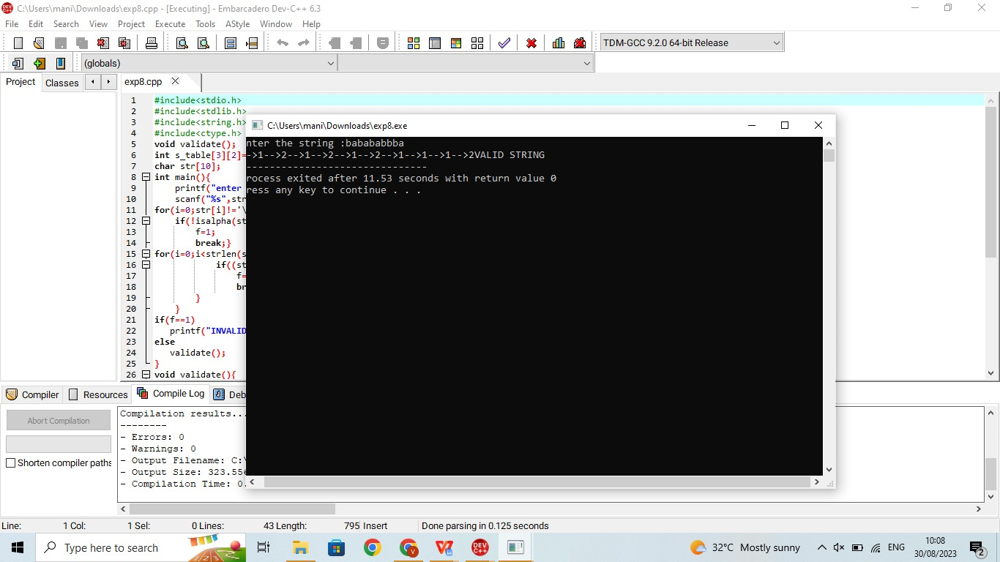 C:\Users\mani\Downloads\exp8.cpp - [Executing] - Embarcadero Dev-C++ 6.3
File Edit Search View Project Execute Tools AStyle Window Help
TDM-GCC 9.2.0 64-bit Release
(globals)
Project Classes exp8.cpp
1 #include<stdio.h>
2 #include<stdlib.h>
3 #include<string.h>
4 #include<ctype.h>
5 void validate();
6 int s_table[3][2]=
7 char str[10];
8 int main(){
9 printf("enter
10 scanf("%s",str
11 for(i=0;str[i]!='\
12 if(!isalpha(st
13 f=1;
14 break;}
15 for(i=0;i<strlen(s
16 if((st
17 f=
18 br
19 }
20 }
21 if(f==1)
22 printf("INVALID
23 else
24 validate();
25 }
26 void validate(){
C:\Users\mani\Downloads\exp8.exe
nter the string :babababbba
->1-->2-->1-->2-->1-->2-->1-->1-->1-->2VALID STRING
-------------------------------
rocess exited after 11.53 seconds with return value 0
ress any key to continue . . .
Compiler Resources Compile Log Deb
Abort Compilation
Shorten compiler paths
Compilation results...
--------
- Errors: 0
- Warnings: 0
- Output Filename: C:\
- Output Size: 323.556
- Compilation Time: 0.
Line: 1 Col: 1 Sel: 0 Lines: 43 Length: 795 Insert Done parsing in 0.125 seconds
Type here to search
DEV C++
32°C Mostly sunny
ENG
10:08
30/08/2023
2